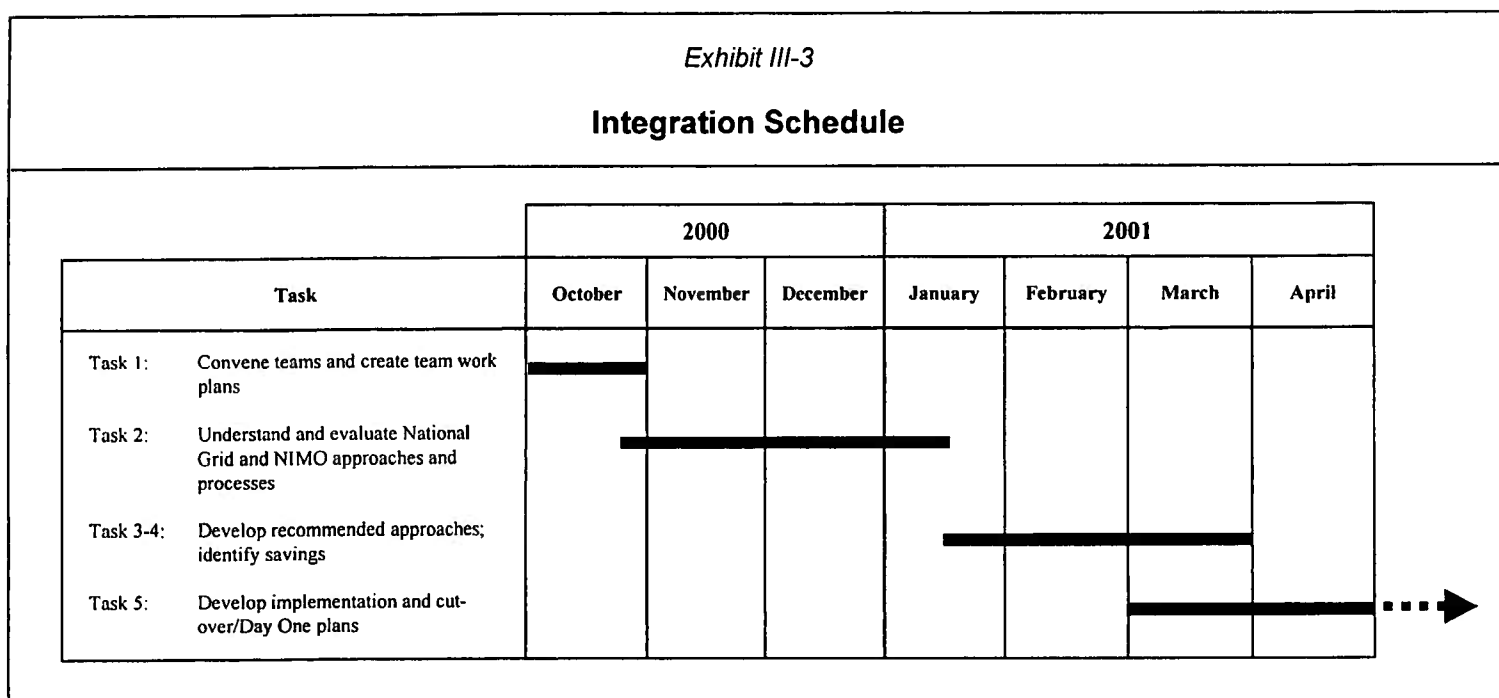 Exhibit III-3
Integration Schedule
2000 2001
Task October November December January February March April
Task 1: Convene teams and create team work
plans
Task 2: Understand and evaluate National
Grid and NIMO approaches and
processes
Task 3-4: Develop recommended approaches;
identify savings
Task 5: Develop implementation and cut-
over/Day One plans